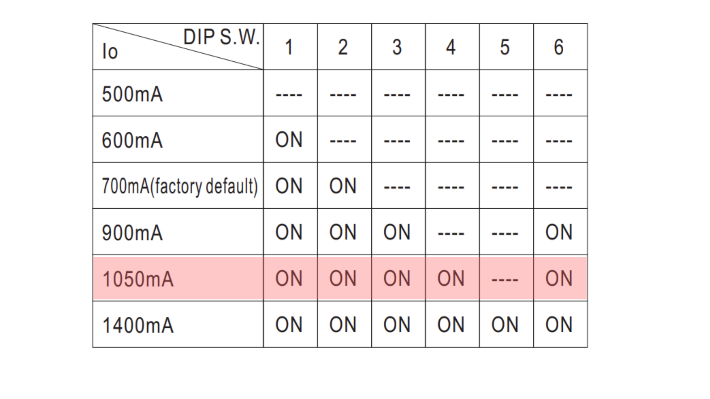 Io DIP S.W. 1 2 3 4 5 6
500mA ---- ---- ---- ---- ---- ----
600mA ON ---- ---- ---- ---- ----
700mA(factory default) ON ON ---- ---- ---- ----
900mA ON ON ON ---- ---- ON
1050mA ON ON ON ON ---- ON
1400mA ON ON ON ON ON ON